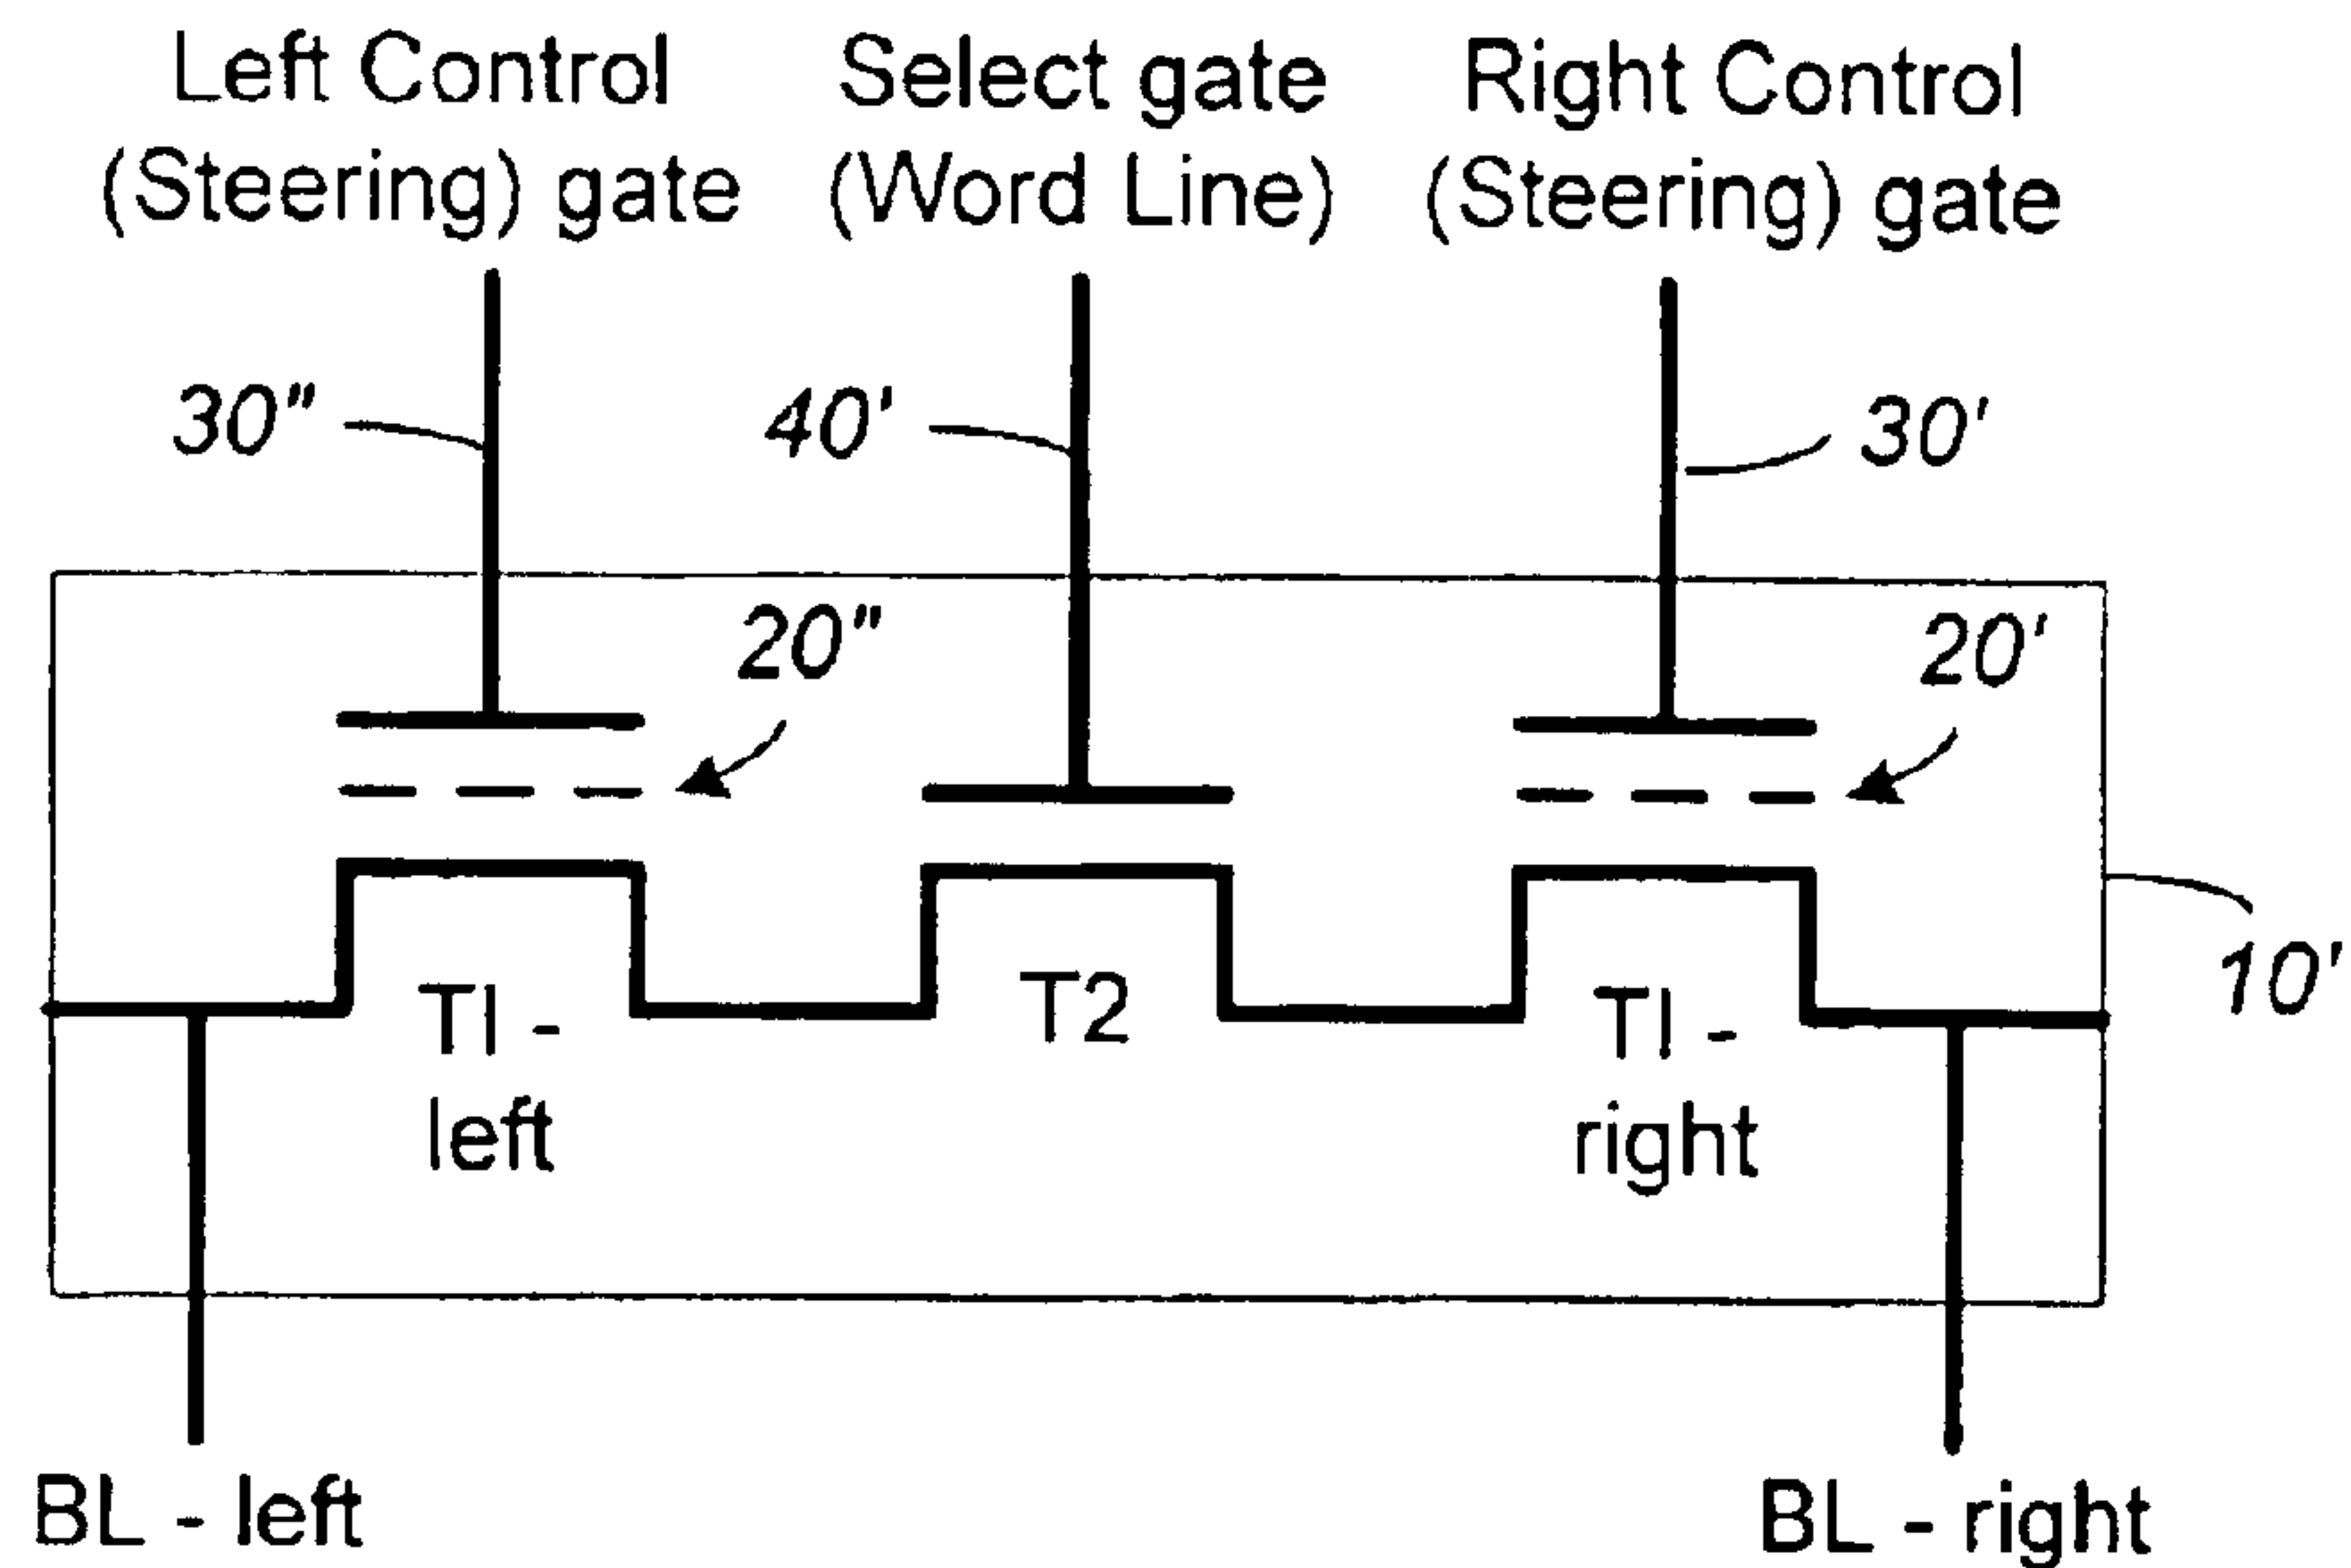 Left Control
(Steering) gate
Select gate
(Word Line)
Right Control
(Steering) gate
30"
40'
30'
20"
20'
10'
TI -
left
T2
TI -
right
BL - left
BL - right